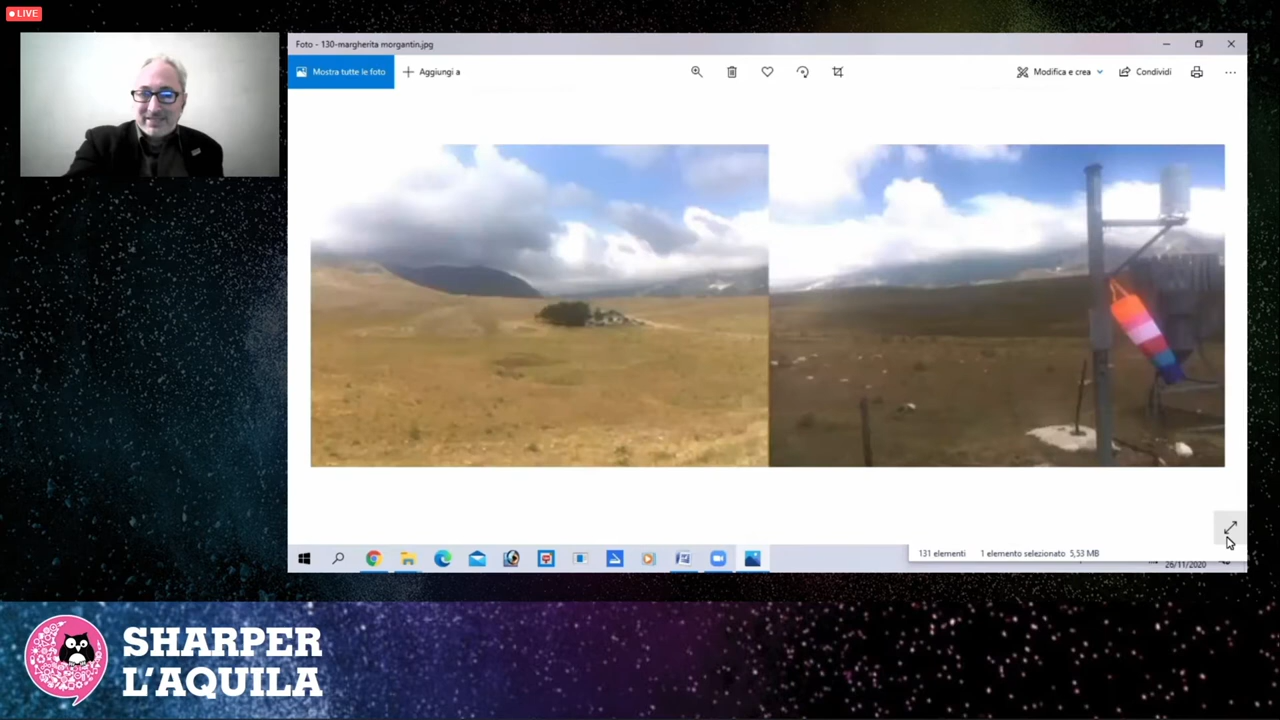 LIVE
Foto - 130-margherita morgantin.jpg
Mostra tutte le foto
Aggiungi a
Modifica e crea
Condividi
131 elementi 1 elemento selezionato 5,53 MB
26/11/2020
SHARPER
L'AQUILA